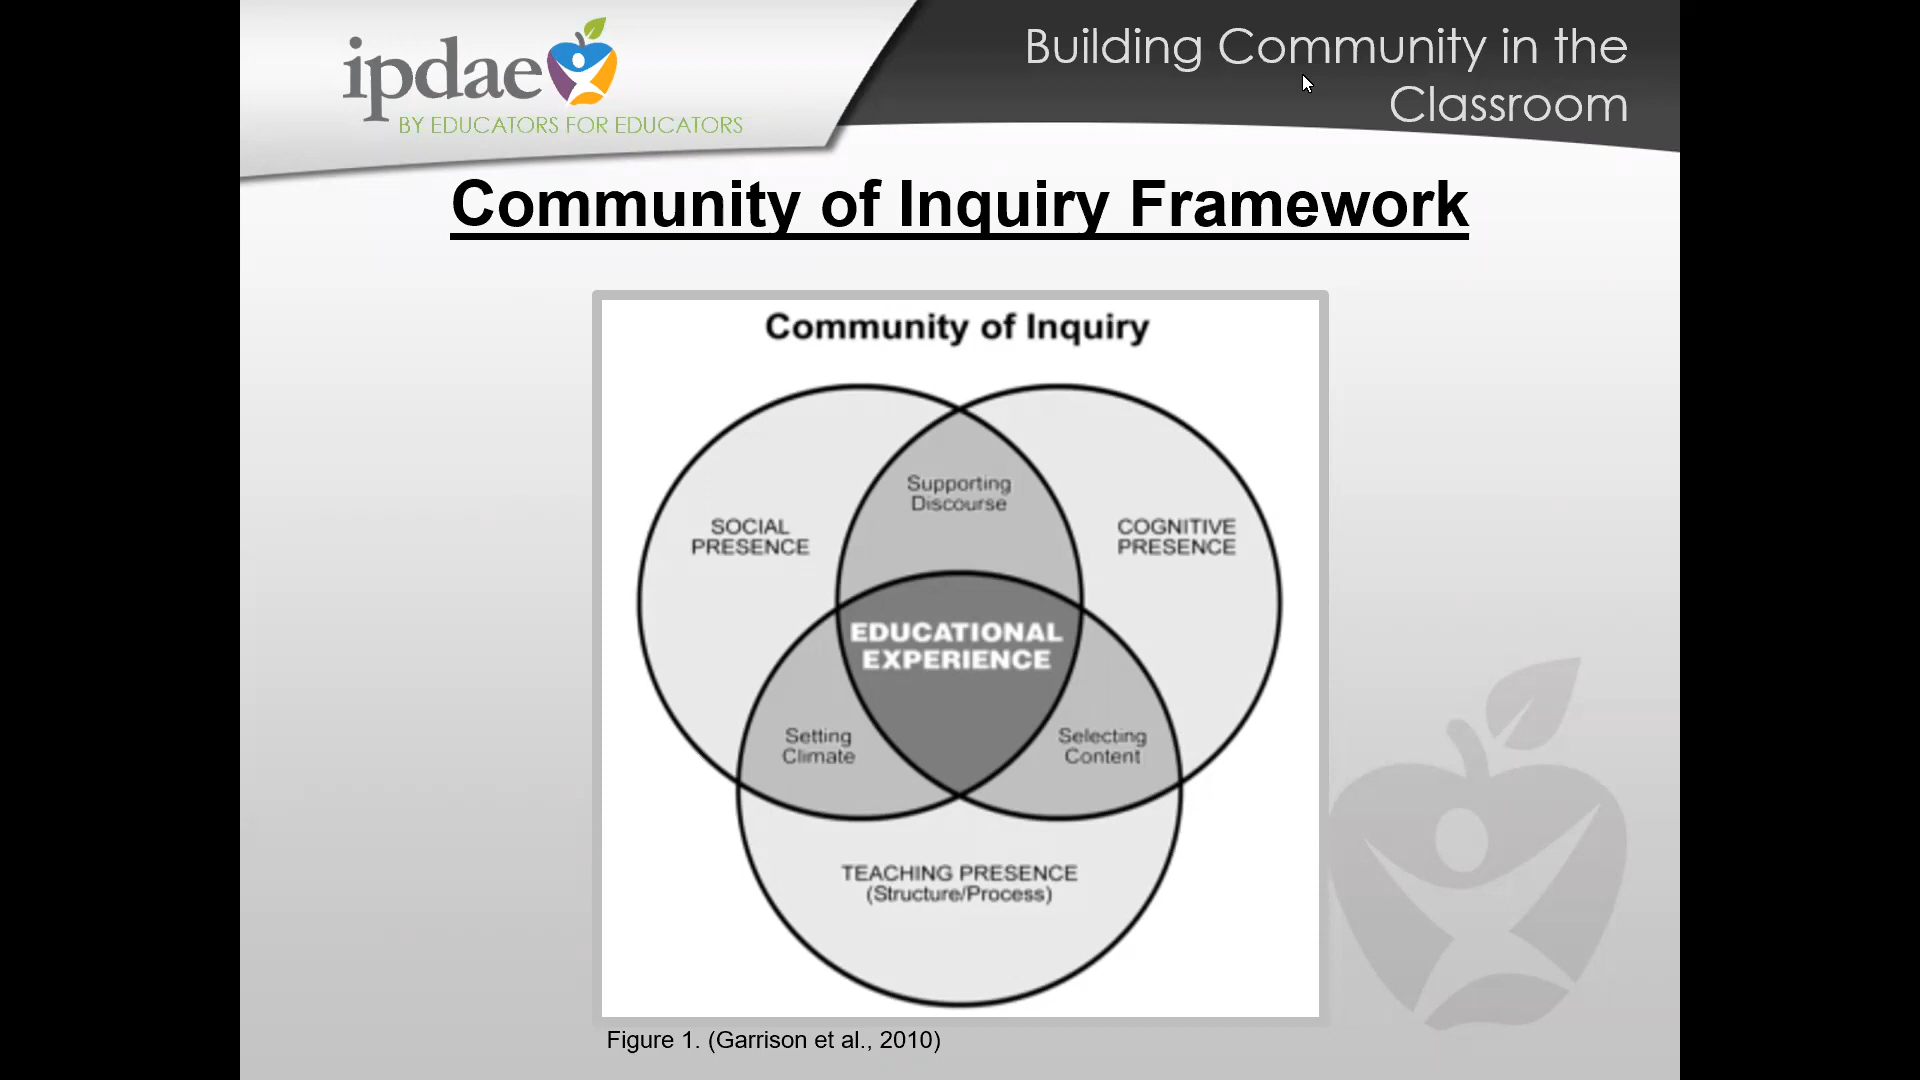 ipdae
BY EDUCATORS FOR EDUCATORS
Building Community in the
Classroom
Community of Inquiry Framework
Community of Inquiry
Supporting
Discourse
SOCIAL
PRESENCE
COGNITIVE
PRESENCE
EDUCATIONAL
EXPERIENCE
Setting
Climate
Selecting
Content
TEACHING PRESENCE
(Structure/Process)
Figure 1. (Garrison et al., 2010)